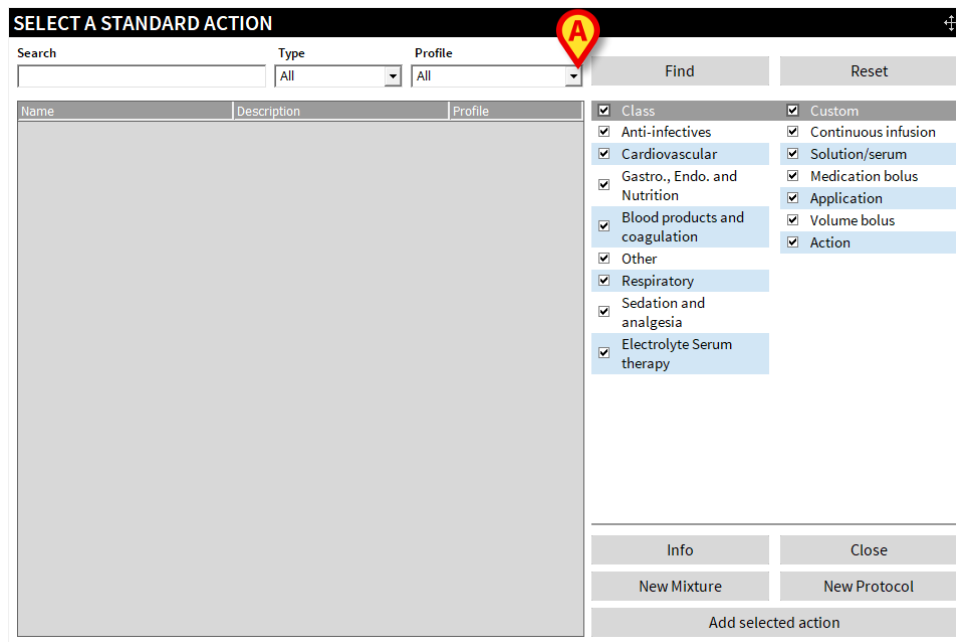 SELECT A STANDARD ACTION
A
Search Type Profile
All All Find Reset
Name Description Profile
Class
Anti-infectives
Cardiovascular
Gastro., Endo. and
Nutrition
Blood products and
coagulation
Other
Respiratory
Sedation and
analgesia
Electrolyte Serum
therapy
Custom
Continuous infusion
Solution/serum
Medication bolus
Application
Volume bolus
Action
Info Close
New Mixture New Protocol
Add selected action